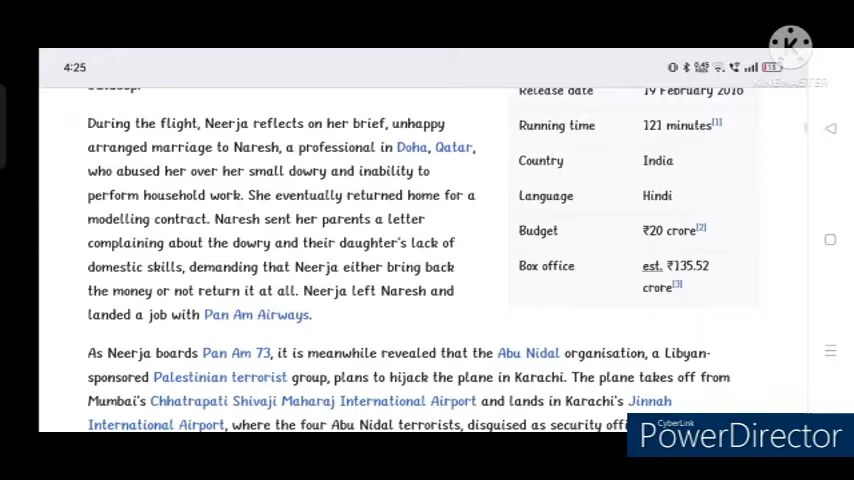 KINEMASTER
4:25
Release date 19 February 2016
During the flight, Neerja reflects on her brief, unhappy
arranged marriage to Naresh, a professional in Doha, Qatar,
who abused her over her small dowry and inability to
perform household work. She eventually returned home for a
modelling contract. Naresh sent her parents a letter
complaining about the dowry and their daughter's lack of
domestic skills, demanding that Neerja either bring back
the money or not return it at all. Neerja left Naresh and
landed a job with Pan Am Airways.
Running time 121 minutes[1]
Country India
Language Hindi
Budget ₹20 crore[2]
Box office est. ₹135.52
crore[3]
As Neerja boards Pan Am 73, it is meanwhile revealed that the Abu Nidal organisation, a Libyan-
sponsored Palestinian terrorist group, plans to hijack the plane in Karachi. The plane takes off from
Mumbai's Chhatrapati Shivaji Maharaj International Airport and lands in Karachi's Jinnah
International Airport, where the four Abu Nidal terrorists, disguised as security offi
CyberLink
PowerDirector